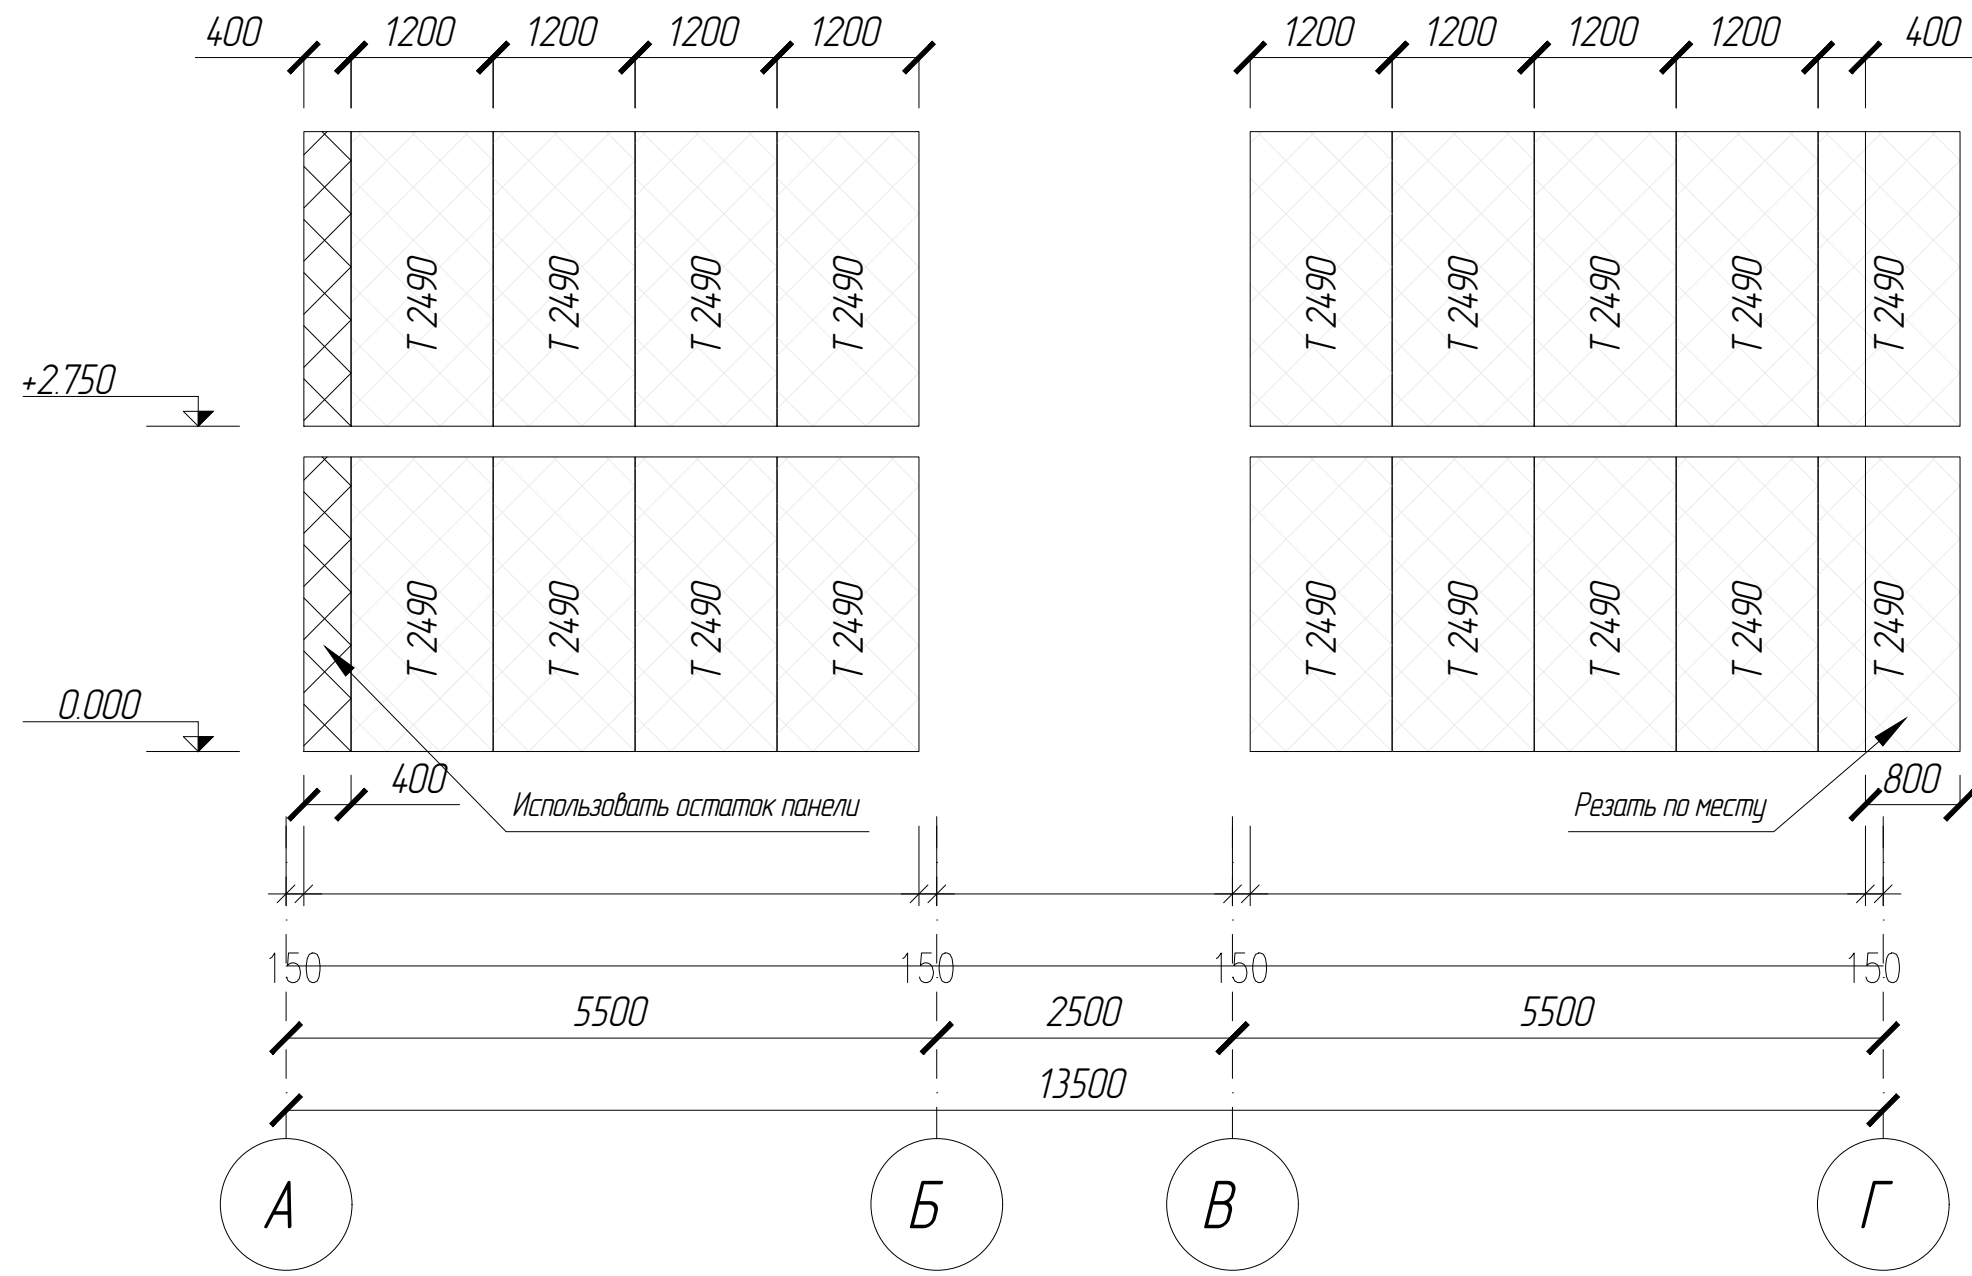 400 1200 1200 1200 1200 1200 1200 1200 1200 400
Т 2490 Т 2490 Т 2490 Т 2490 Т 2490 Т 2490 Т 2490 Т 2490 Т 2490
+2.750
Т 2490 Т 2490 Т 2490 Т 2490 Т 2490 Т 2490 Т 2490 Т 2490 Т 2490
0.000
400 800
Использовать остаток панели Резать по месту
150 150 150 150
5500 2500 5500
13500
А Б В Г